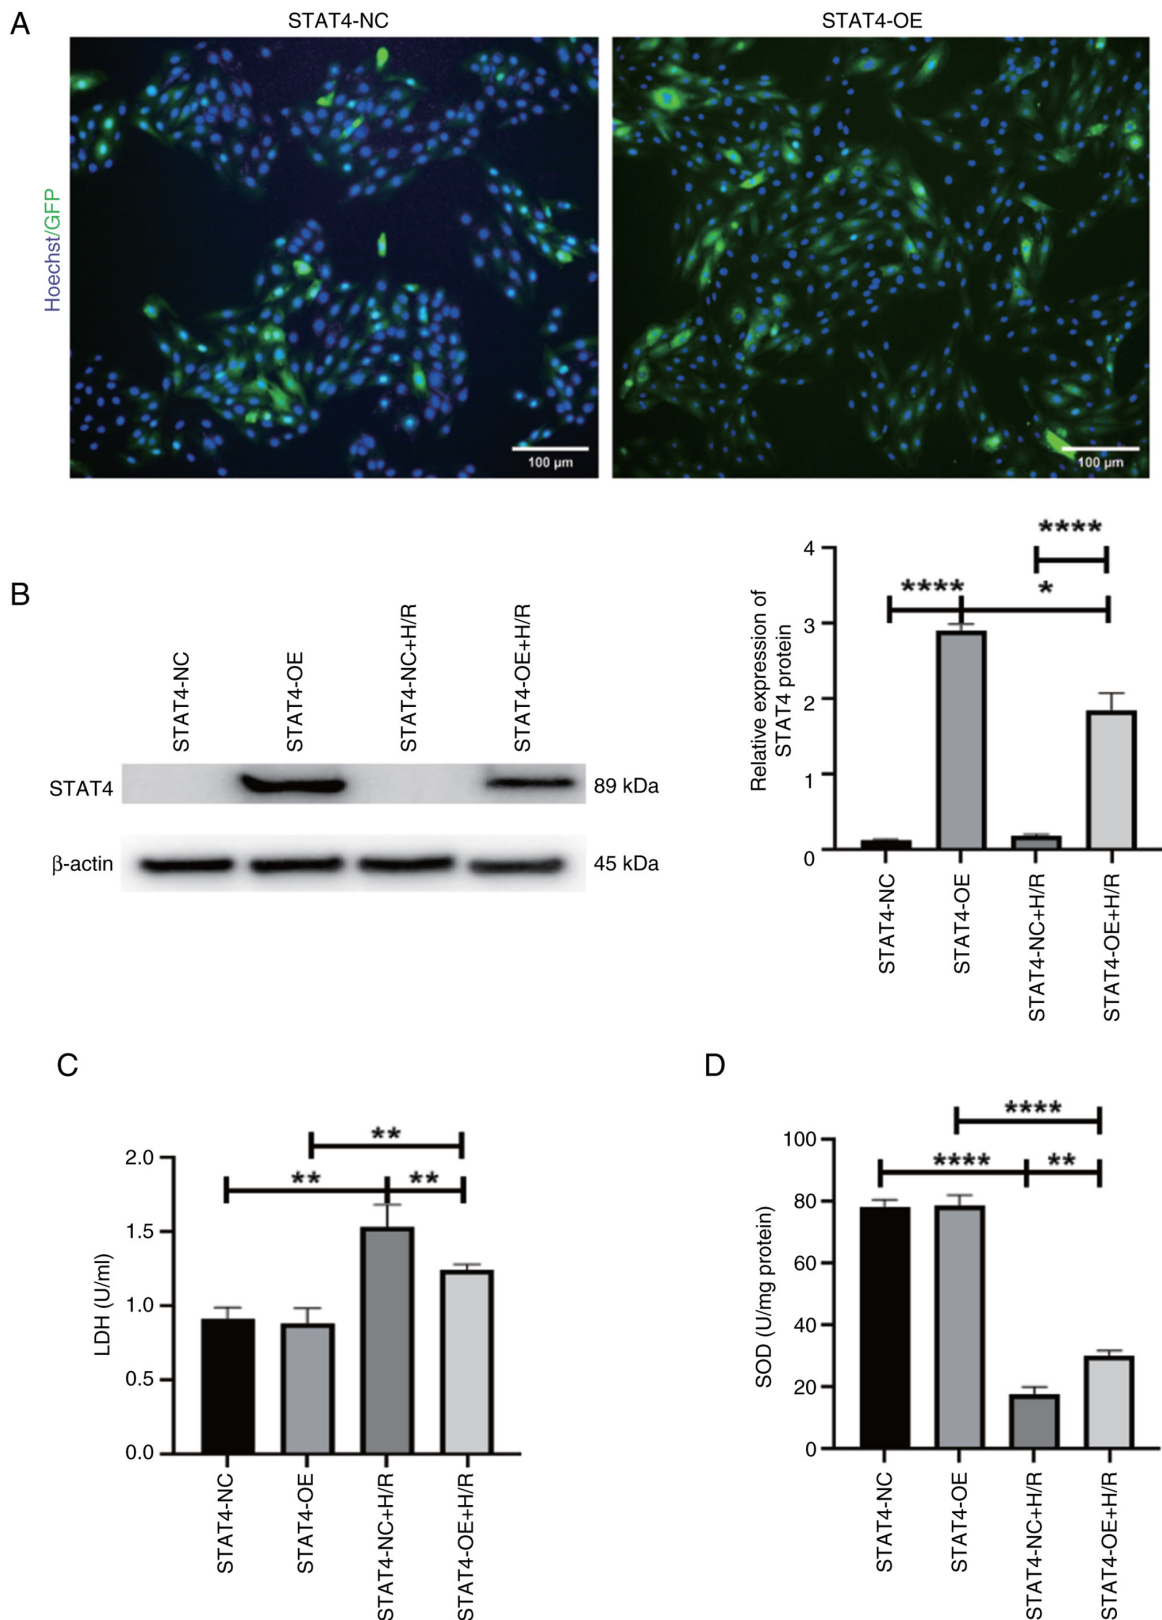 A
STAT4-NC
STAT4-OE
Hoechst/GFP
100 µm
100 µm
B
STAT4-NC
STAT4-OE
STAT4-NC+H/R
STAT4-OE+H/R
STAT4
89 kDa
β-actin
45 kDa
Relative expression of
STAT4 protein
4
3
2
1
0
****
*
****
STAT4-NC
STAT4-OE
STAT4-NC+H/R
STAT4-OE+H/R
C
LDH (U/ml)
2.0
1.5
1.0
0.5
0.0
**
**
**
STAT4-NC
STAT4-OE
STAT4-NC+H/R
STAT4-OE+H/R
D
SOD (U/mg protein)
100
80
60
40
20
0
****
****
**
STAT4-NC
STAT4-OE
STAT4-NC+H/R
STAT4-OE+H/R